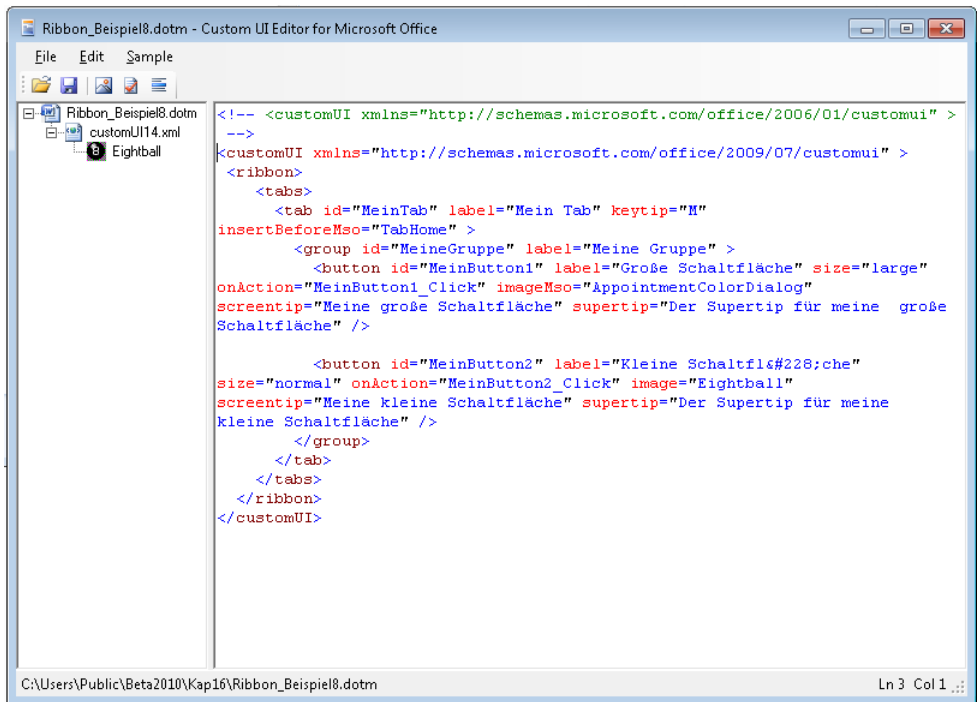 Ribbon_Beispiel8.dotm - Custom UI Editor for Microsoft Office
File Edit Sample
Ribbon_Beispiel8.dotm
customUI14.xml
8 Eightball
<!-- <customUI xmlns="http://schemas.microsoft.com/office/2006/01/customui" >
-->
<customUI xmlns="http://schemas.microsoft.com/office/2009/07/customui" >
<ribbon>
<tabs>
<tab id="MeinTab" label="Mein Tab" keytip="M"
insertBeforeMso="TabHome" >
<group id="MeineGruppe" label="Meine Gruppe" >
<button id="MeinButton1" label="Große Schaltfläche" size="large"
onAction="MeinButton1_Click" imageMso="AppointmentColorDialog"
screentip="Meine große Schaltfläche" supertip="Der Supertip für meine  große
Schaltfläche" />
<button id="MeinButton2" label="Kleine Schaltfl&#228;che"
size="normal" onAction="MeinButton2_Click" image="Eightball"
screentip="Meine kleine Schaltfläche" supertip="Der Supertip für meine
kleine Schaltfläche" />
</group>
</tab>
</tabs>
</ribbon>
</customUI>
C:\Users\Public\Beta2010\Kap16\Ribbon_Beispiel8.dotm
Ln 3 Col 1